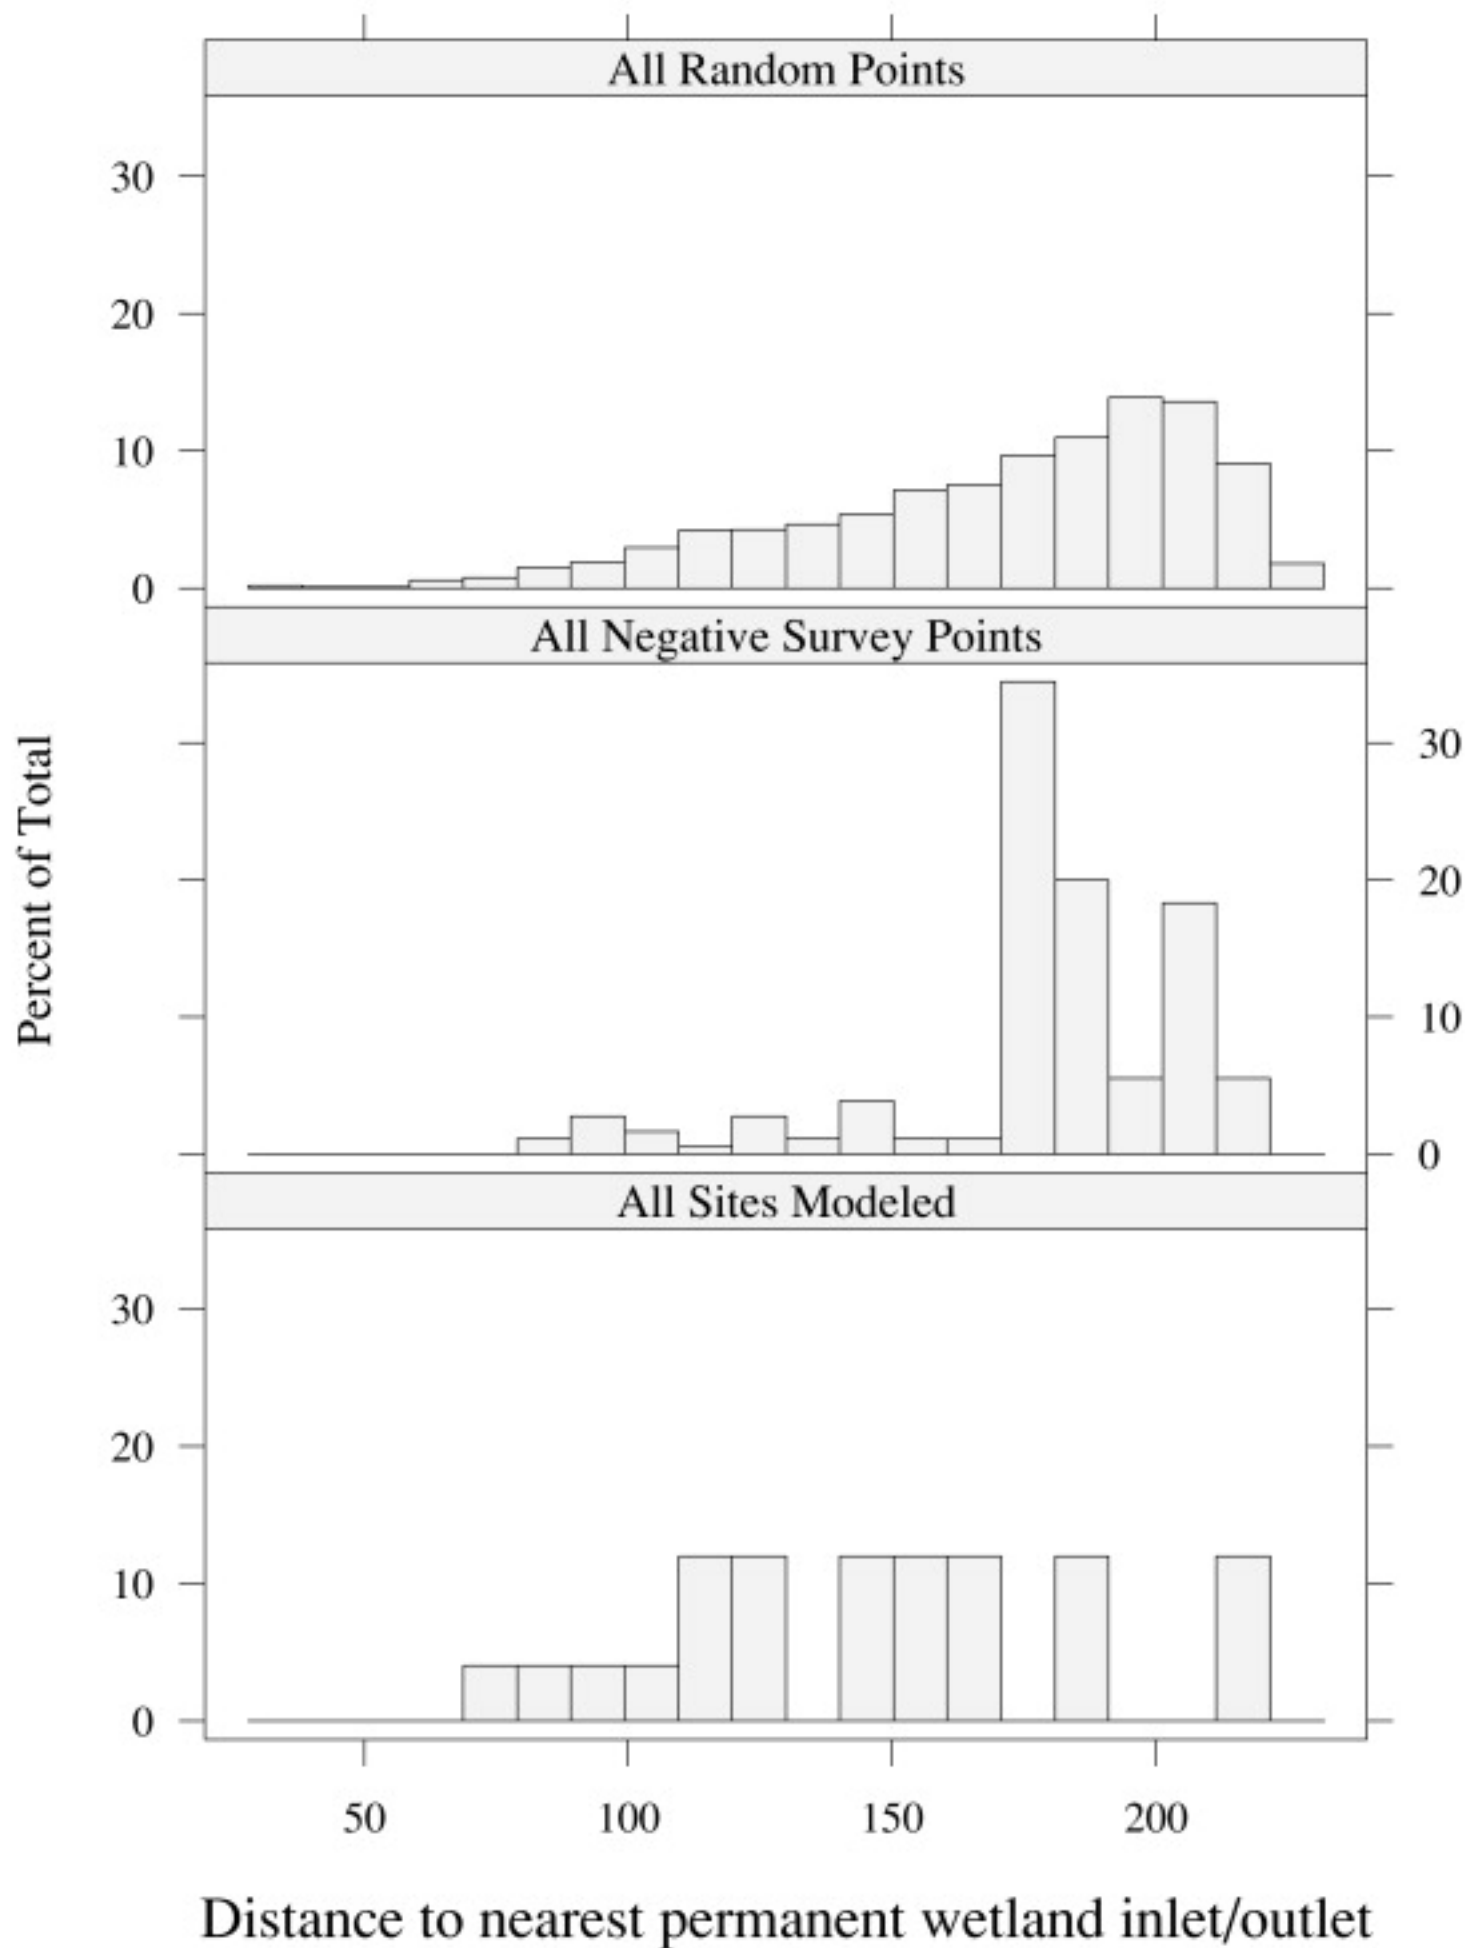 All Random Points
30
20
10
0
All Negative Survey Points
30
20
10
0
Percent of Total
All Sites Modeled
30
20
10
0
50 100 150 200
Distance to nearest permanent wetland inlet/outlet